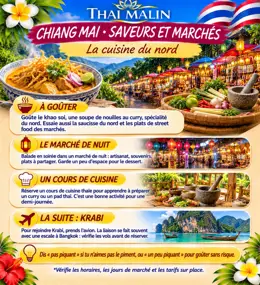 THAI MALIN
CHIANG MAI • SAVEURS ET MARCHÉS
La cuisine du nord
À GOÛTER
Goûte le khao soi, une soupe de nouilles au curry, spécialité
du nord. Essaie aussi la saucisse du nord et les plats de street
food des marchés.
LE MARCHÉ DE NUIT
Balade en soirée dans un marché de nuit : artisanat, souvenirs,
plats à partager. Garde un peu d'espace pour le dessert.
UN COURS DE CUISINE
Réserve un cours de cuisine thaïe pour apprendre à préparer
un curry ou un pad thaï. C'est une bonne activité pour une
demi-journée.
LA SUITE : KRABI
Pour rejoindre Krabi, prends l'avion. La liaison se fait souvent
avec une escale à Bangkok : vérifie les vols avant de réserver
Dis « pas piquant » si tu n'aimes pas le piment, ou « un peu piquant » pour goûter sans risque.
*Vérifie les horaires, les jours de marché et les tarifs sur place.